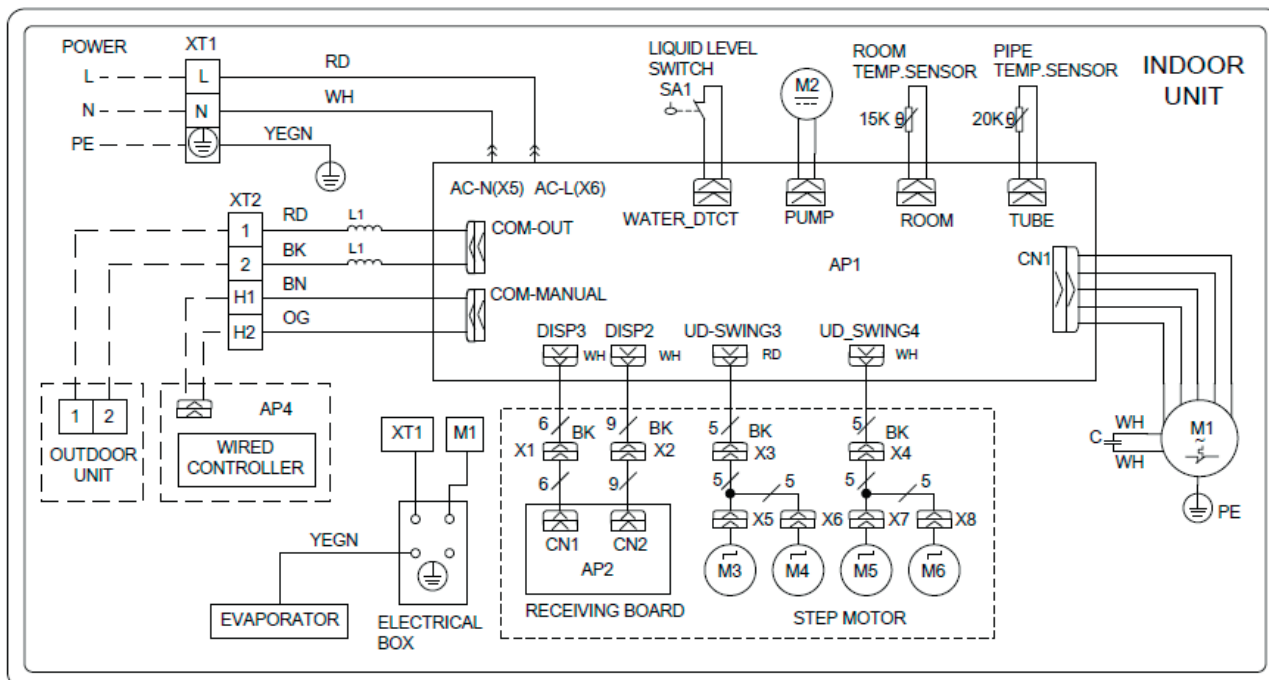 POWER
XT1
L
L
RD
N
N
WH
PE
YEGN
LIQUID LEVEL
SWITCH
SA1
M2
ROOM
TEMP.SENSOR
15K θ
PIPE
TEMP.SENSOR
20K θ
INDOOR
UNIT
AC-N(X5)
AC-L(X6)
WATER_DTCT
PUMP
ROOM
TUBE
XT2
1
RD
L1
COM-OUT
2
BK
L1
H1
BN
COM-MANUAL
H2
OG
AP1
CN1
DISP3
DISP2
UD-SWING3
UD_SWING4
WH
WH
RD
WH
1
2
OUTDOOR
UNIT
AP4
WIRED
CONTROLLER
XT1
M1
6
BK
9
BK
5
BK
5
BK
X1
X2
X3
X4
6
9
5
5
5
5
X5
X6
X7
X8
CN1
CN2
AP2
M3
M4
M5
M6
RECEIVING BOARD
STEP MOTOR
YEGN
EVAPORATOR
ELECTRICAL
BOX
WH
C
WH
M1
~
PE